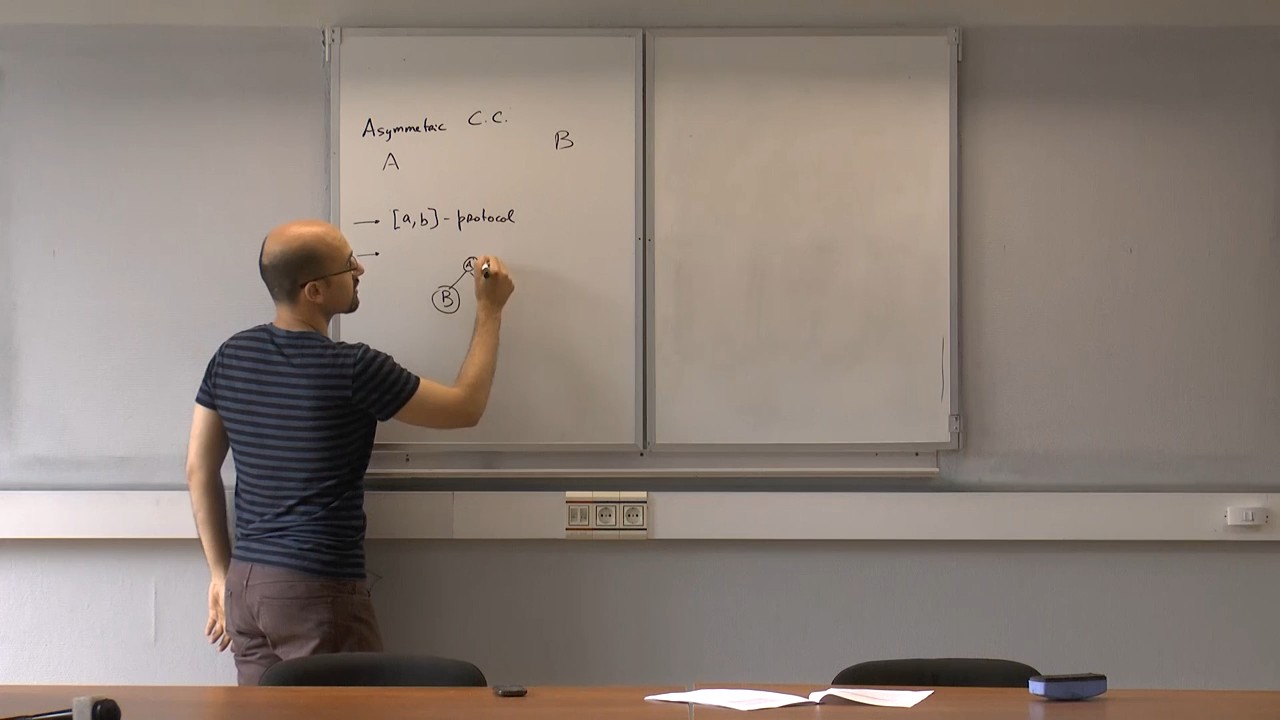 Asymmetric C.C.
A B
→ [a,b] - protocol
→
A
B